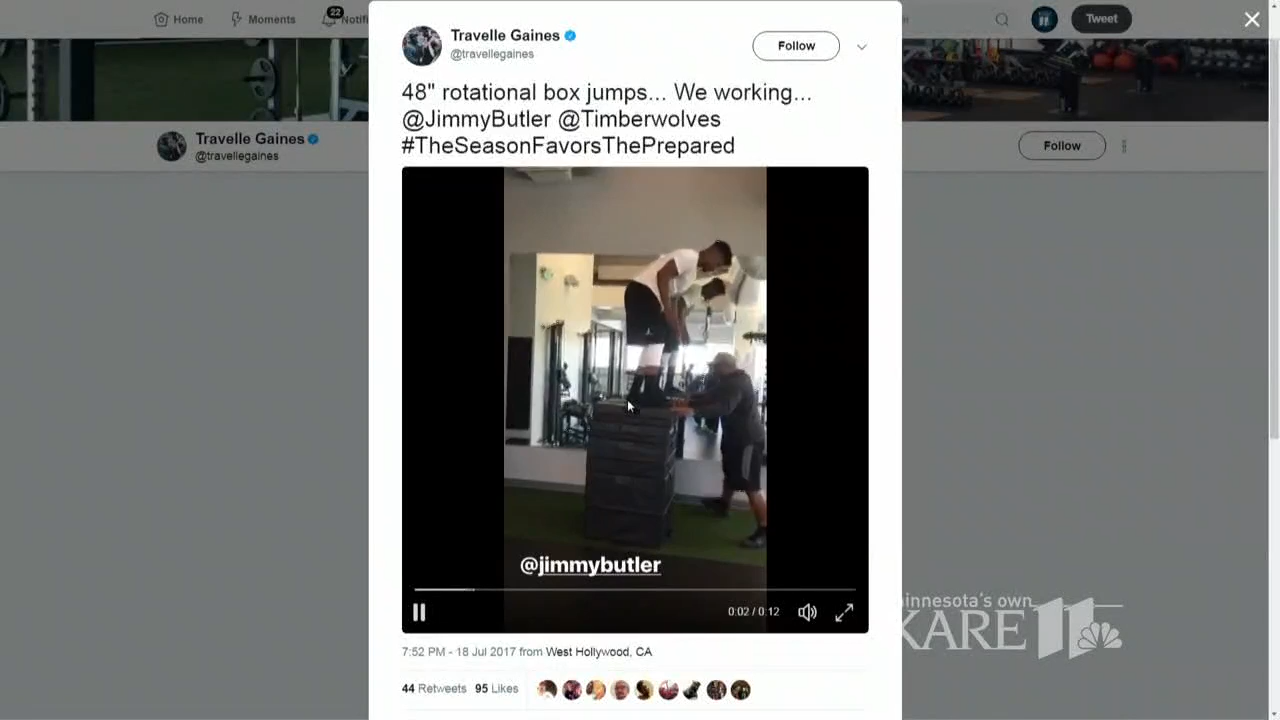 Home
Moments
22
Notifi
Tweet
Travelle Gaines
@travellegaines
Follow
Travelle Gaines
@travellegaines
Follow
48" rotational box jumps... We working...
@JimmyButler @Timberwolves
#TheSeasonFavorsThePrepared
@jimmybutler
0:02 / 0:12
7:52 PM - 18 Jul 2017 from West Hollywood, CA
44 Retweets 95 Likes
minnesota's own
KARE 11